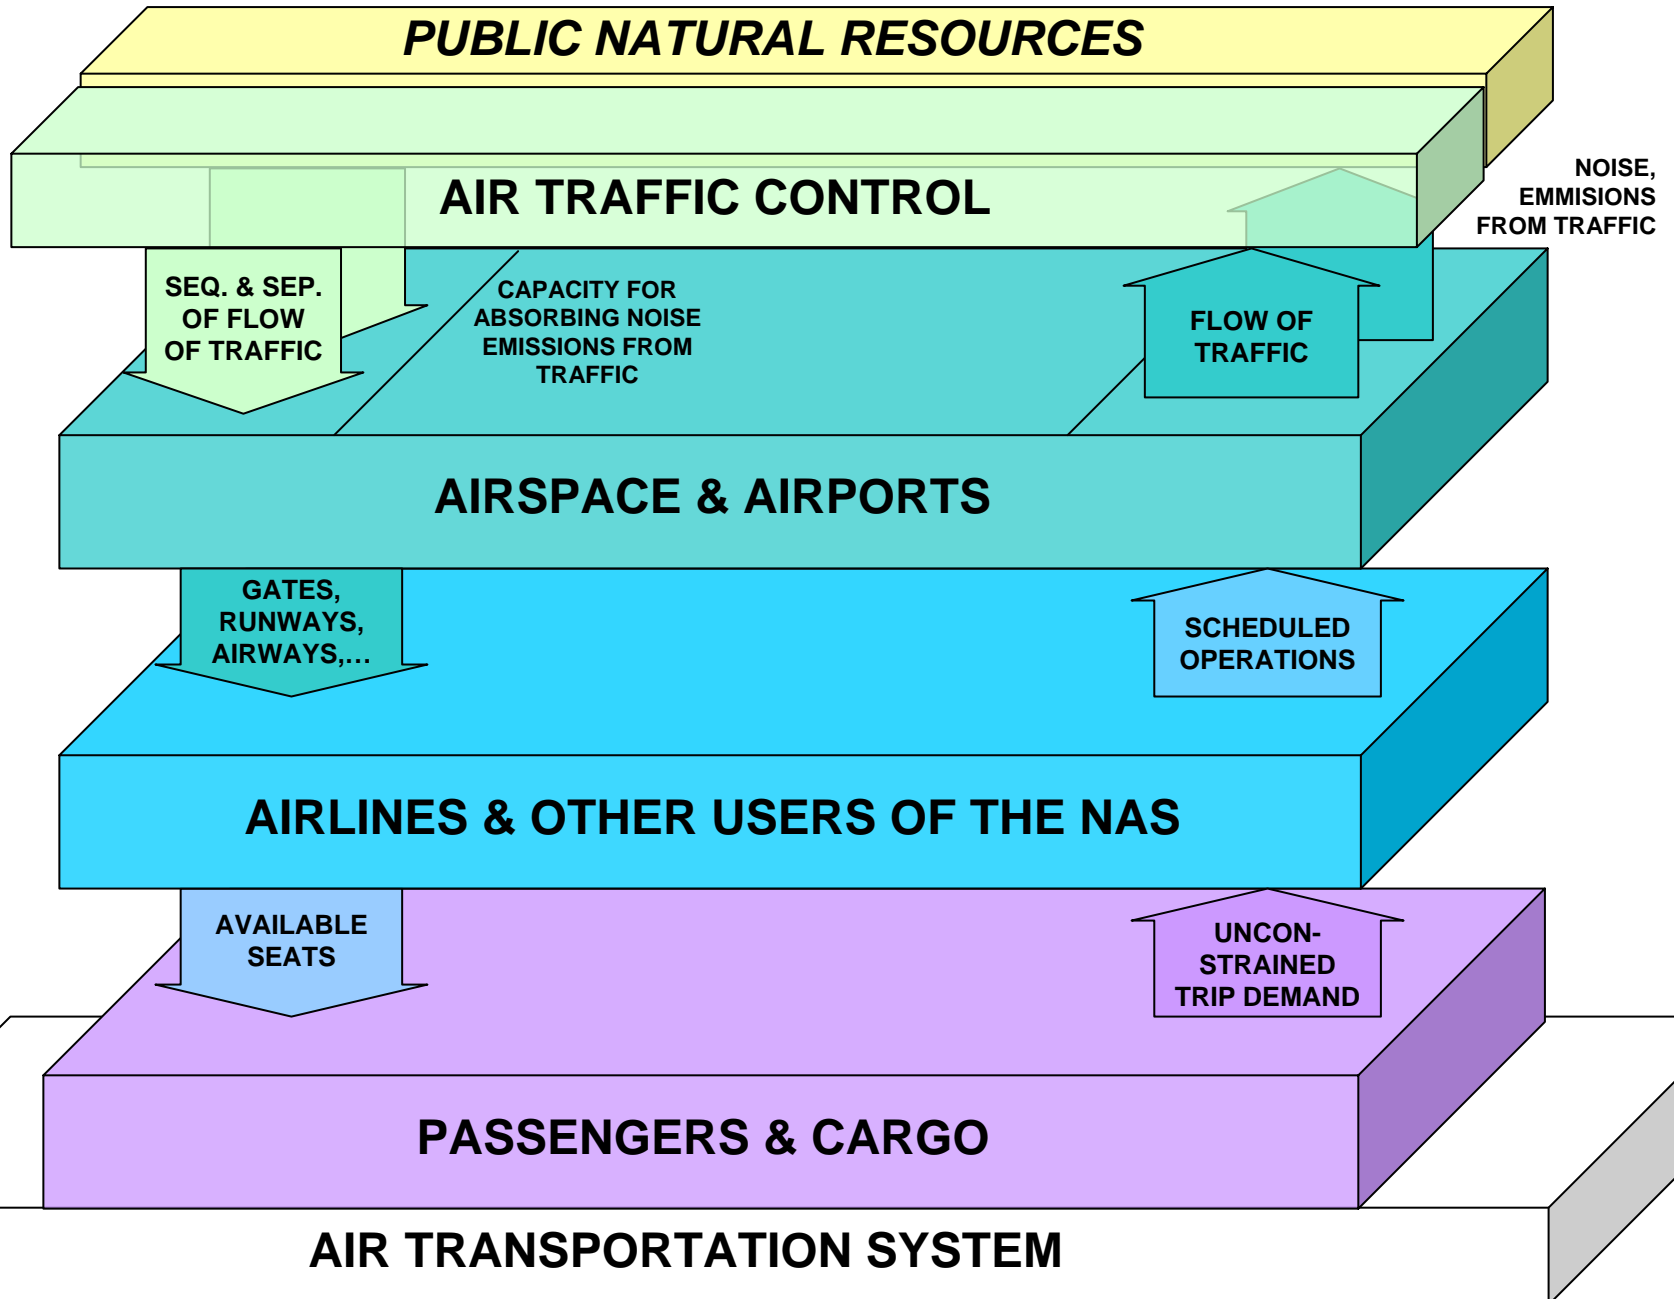 PUBLIC NATURAL RESOURCES
AIR TRAFFIC CONTROL
NOISE,
EMMISIONS
FROM TRAFFIC
SEQ. & SEP.
OF FLOW
OF TRAFFIC
CAPACITY FOR
ABSORBING NOISE
EMISSIONS FROM
TRAFFIC
FLOW OF
TRAFFIC
AIRSPACE & AIRPORTS
GATES,
RUNWAYS,
AIRWAYS,...
SCHEDULED
OPERATIONS
AIRLINES & OTHER USERS OF THE NAS
AVAILABLE
SEATS
UNCON-
STRAINED
TRIP DEMAND
PASSENGERS & CARGO
AIR TRANSPORTATION SYSTEM